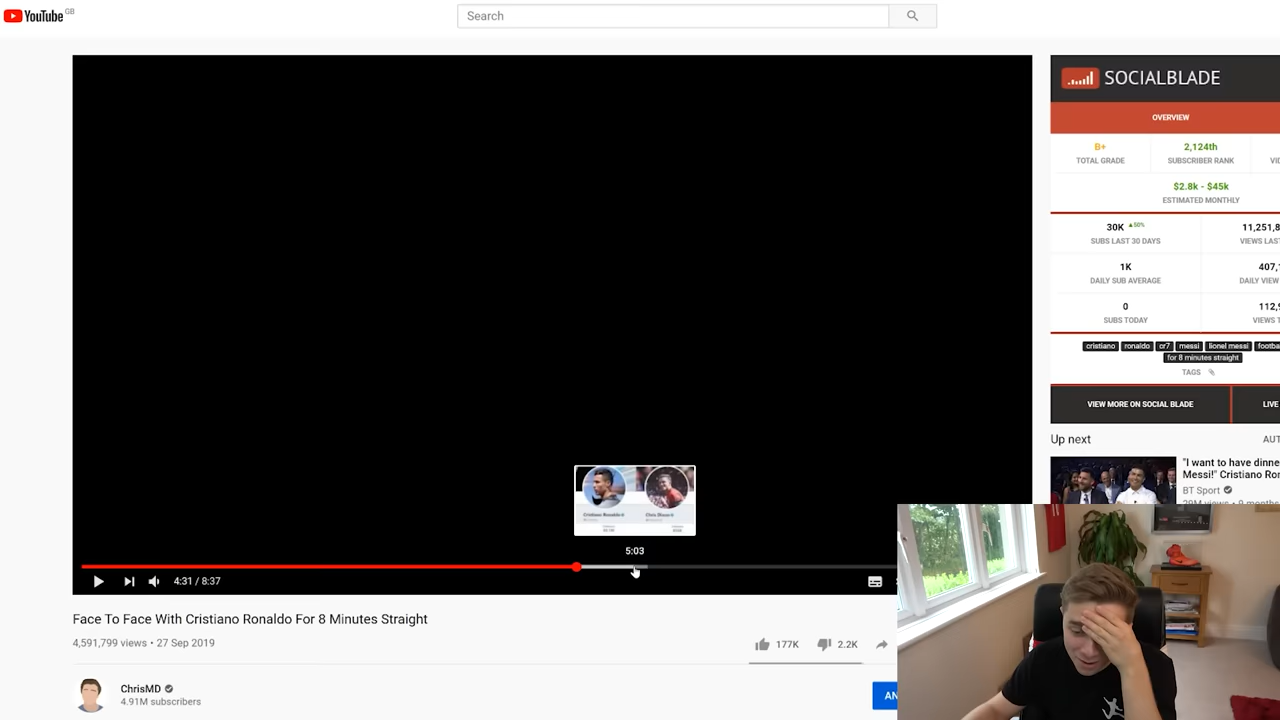 YouTube GB
Search
SOCIALBLADE
OVERVIEW
B+
2,124th
TOTAL GRADE
SUBSCRIBER RANK
$2.8k - $45k
ESTIMATED MONTHLY
30K ▲50%
11,251,8
SUBS LAST 30 DAYS
VIEWS LAS
1K
407,
DAILY SUB AVERAGE
DAILY VIEW
0
112,
SUBS TODAY
VIEWS T
cristiano ronaldo cr7 messi lionel messi footba
for 8 minutes straight
TAGS
VIEW MORE ON SOCIAL BLADE
LIVE
Up next
AUT
"I want to have dinne
Messi!" Cristiano Ro
BT Sport
Cristiano Ronaldo
5:03
4:31 / 8:37
Face To Face With Cristiano Ronaldo For 8 Minutes Straight
4,591,799 views • 27 Sep 2019
177K
2.2K
ChrisMD
4.91M subscribers
AN